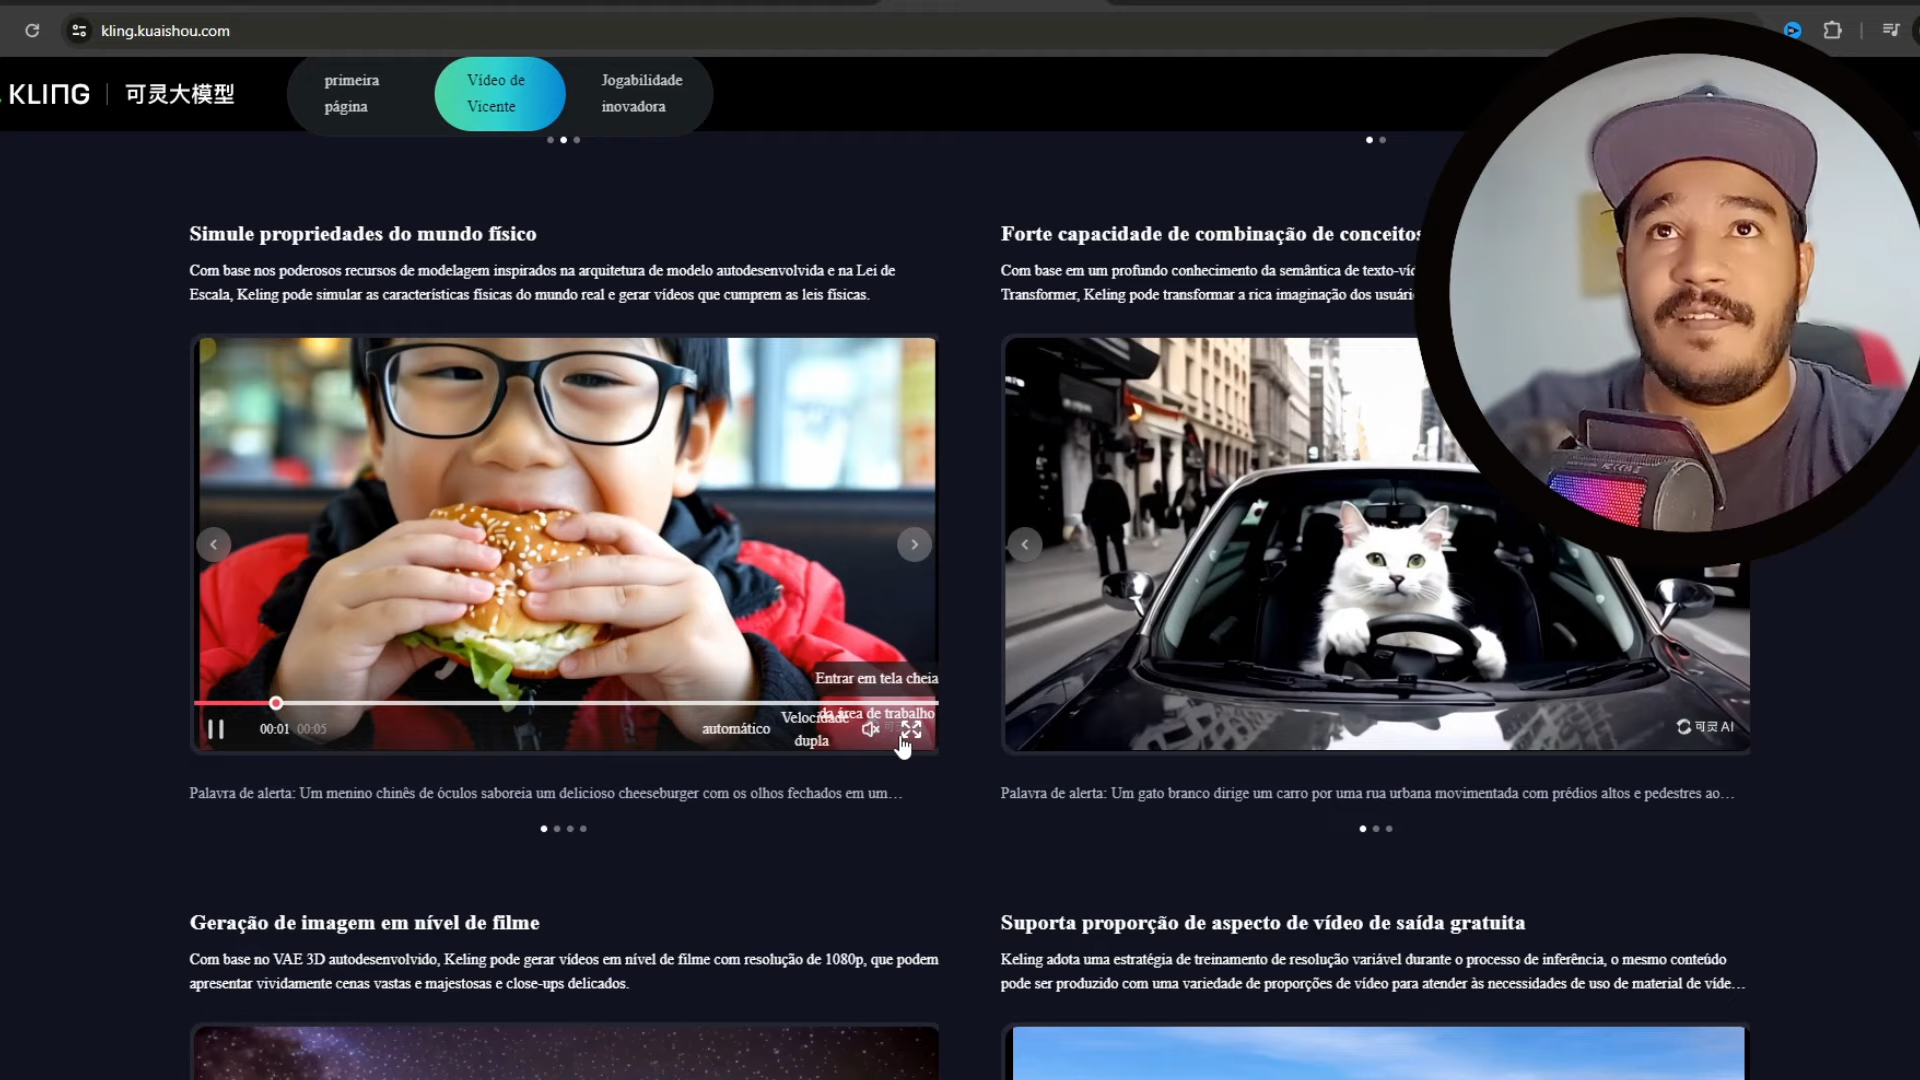 kling.kuaishou.com
KLING
可灵大模型
primeira
página
Vídeo de
Vicente
Jogabilidade
inovadora
Simule propriedades do mundo físico
Com base nos poderosos recursos de modelagem inspirados na arquitetura de modelo autodesenvolvida e na Lei de
Escala, Keling pode simular as características físicas do mundo real e gerar vídeos que cumprem as leis físicas.
Forte capacidade de combinação de conceitos
Com base em um profundo conhecimento da semântica de
Transformer, Keling pode transformar a rica imaginação dos
Entrar em tela cheia
da área de trabalho
00:01 00:05
automático
Velocidade
dupla
可灵 AI
Palavra de alerta: Um menino chinês de óculos saboreia um delicioso cheeseburger com os olhos fechados em um...
Palavra de alerta: Um gato branco dirige um carro por uma rua urbana movimentada com prédios altos e pedestres ao...
Geração de imagem em nível de filme
Com base no VAE 3D autodesenvolvido, Keling pode gerar vídeos em nível de filme com resolução de 1080p, que podem
apresentar vividamente cenas vastas e majestosas e close-ups delicados.
Suporta proporção de aspecto de vídeo de saída gratuita
Keling adota uma estratégia de treinamento de resolução variável durante o processo de inferência, o mesmo conteúdo
pode ser produzido com uma variedade de proporções de vídeo para atender às necessidades de uso de material de víde...